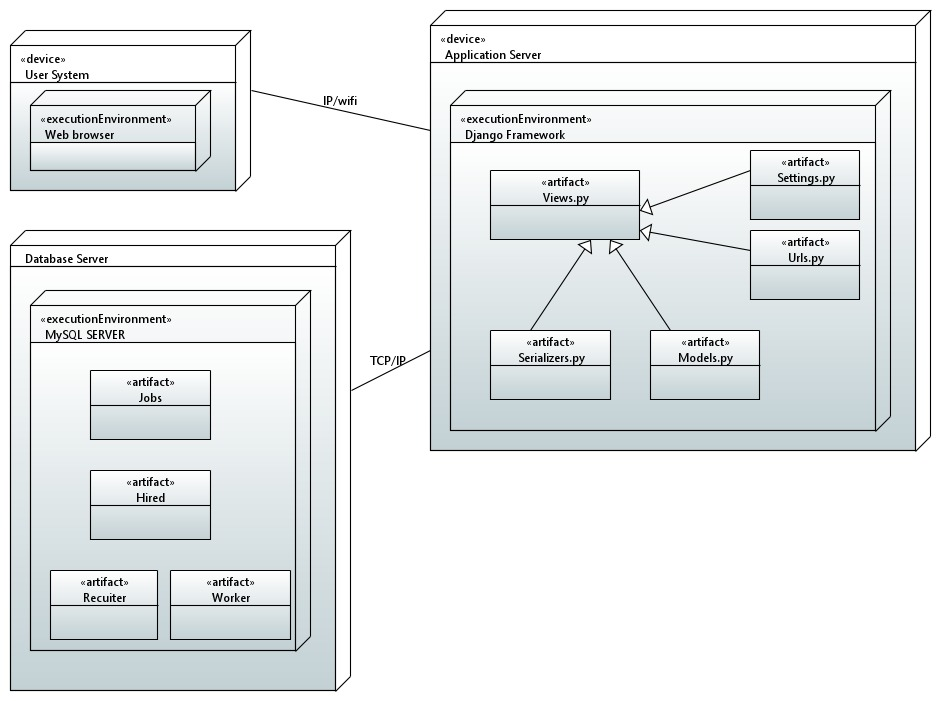 «device»
User System
«executionEnvironment»
Web browser
IP/wifi
«device»
Application Server
«executionEnvironment»
Django Framework
«artifact»
Views.py
«artifact»
Settings.py
«artifact»
Urls.py
«artifact»
Serializers.py
«artifact»
Models.py
TCP/IP
Database Server
«executionEnvironment»
MySQL SERVER
«artifact»
Jobs
«artifact»
Hired
«artifact»
Recuiter
«artifact»
Worker